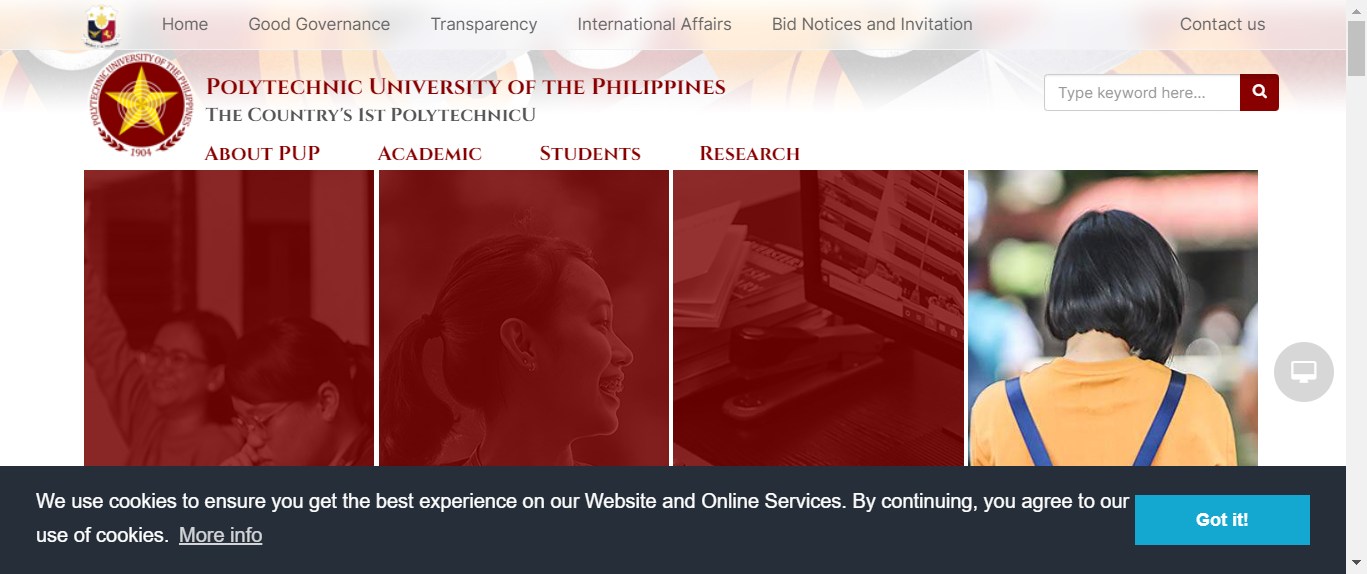 Home Good Governance Transparency International Affairs Bid Notices and Invitation Contact us
POLYTECHNIC UNIVERSITY OF THE PHILIPPINES
1904
Polytechnic University of the Philippines
The Country's 1st PolytechnicU
Type keyword here...
About PUP Academic Students Research
We use cookies to ensure you get the best experience on our Website and Online Services. By continuing, you agree to our
use of cookies. More info
Got it!